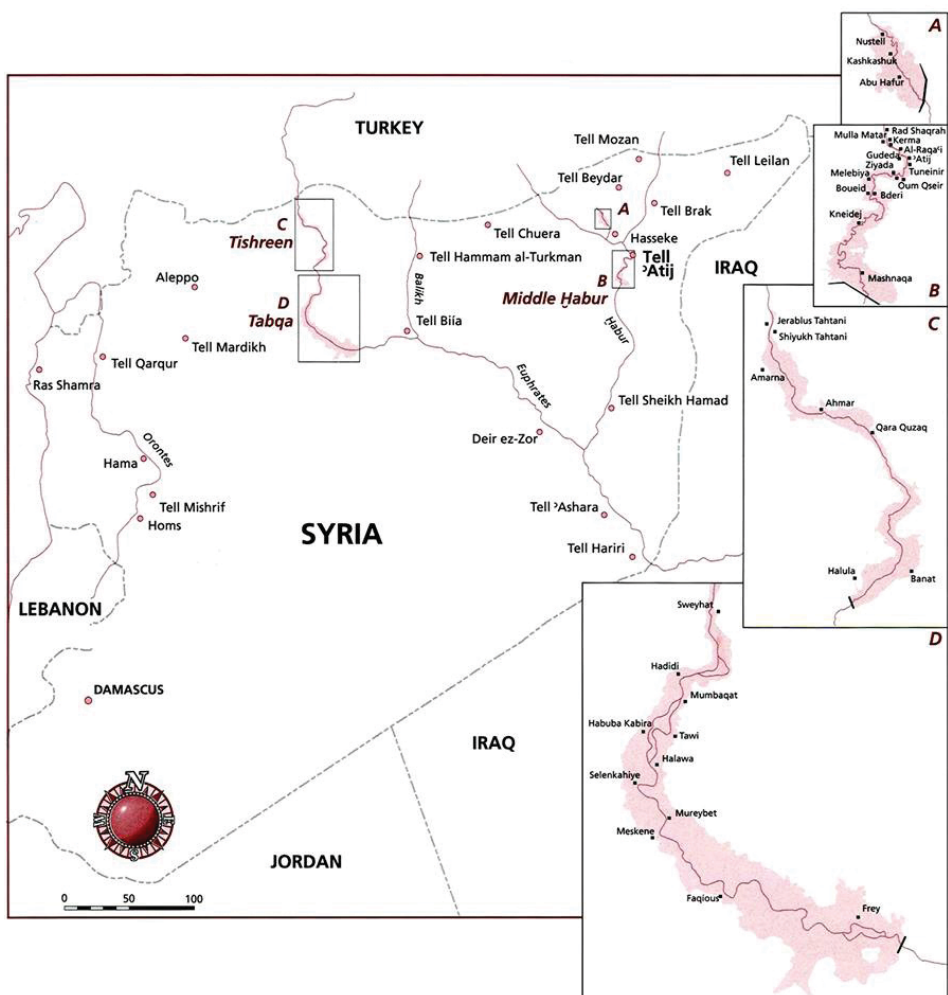 A
Nustell
Kashkashuk
Abu Hafur
TURKEY
Tell Mozan
Tell Leilan
Tell Beydar
A
Tell Brak
C
Tishreen
Tell Chuera
Hasseke
Tell
ʾAtij
IRAQ
Tell Hammam al-Turkman
Aleppo
Balikh
B
Middle Ḫabur
D
Tabqa
Ḫabur
Tell Biía
Tell Mardikh
Tell Qarqur
Ras Shamra
Euphrates
Tell Sheikh Hamad
Deir ez-Zor
Orontes
Hama
Tell Mishrif
Homs
Tell ʾAshara
SYRIA
Tell Hariri
LEBANON
DAMASCUS
IRAQ
JORDAN
N
W
E
S
0 50 100
Rad Shaqrah
Mulla Matar
Kerma
Al-Raqaʿi
Gudeda
ʾAtij
Ziyada
Tuneinir
Melebiya
Oum Qseir
Boueid
Bderi
Kneidej
Mashnaqa
B
C
Jerablus Tahtani
Shiyukh Tahtani
Amarna
Ahmar
Qara Quzaq
Halula
Banat
Sweyhat
D
Hadidi
Mumbaqat
Habuba Kabira
Tawi
Halawa
Selenkahiye
Mureybet
Meskene
Faqious
Frey